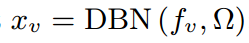 x_v = DBN (f_v, Ω)